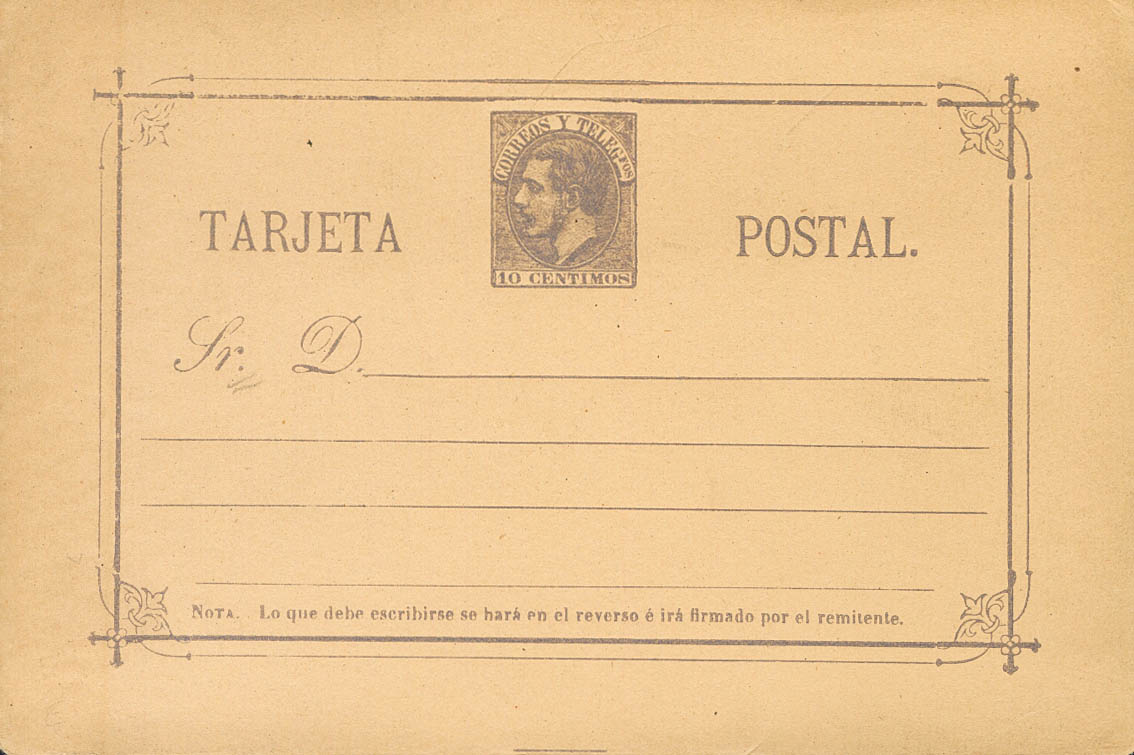 CORREOS Y TELEGFOS
TARJETA
POSTAL.
10 CENTIMOS
Sr. D.
NOTA. Lo que debe escribirse se hará en el reverso é irá firmado por el remitente.